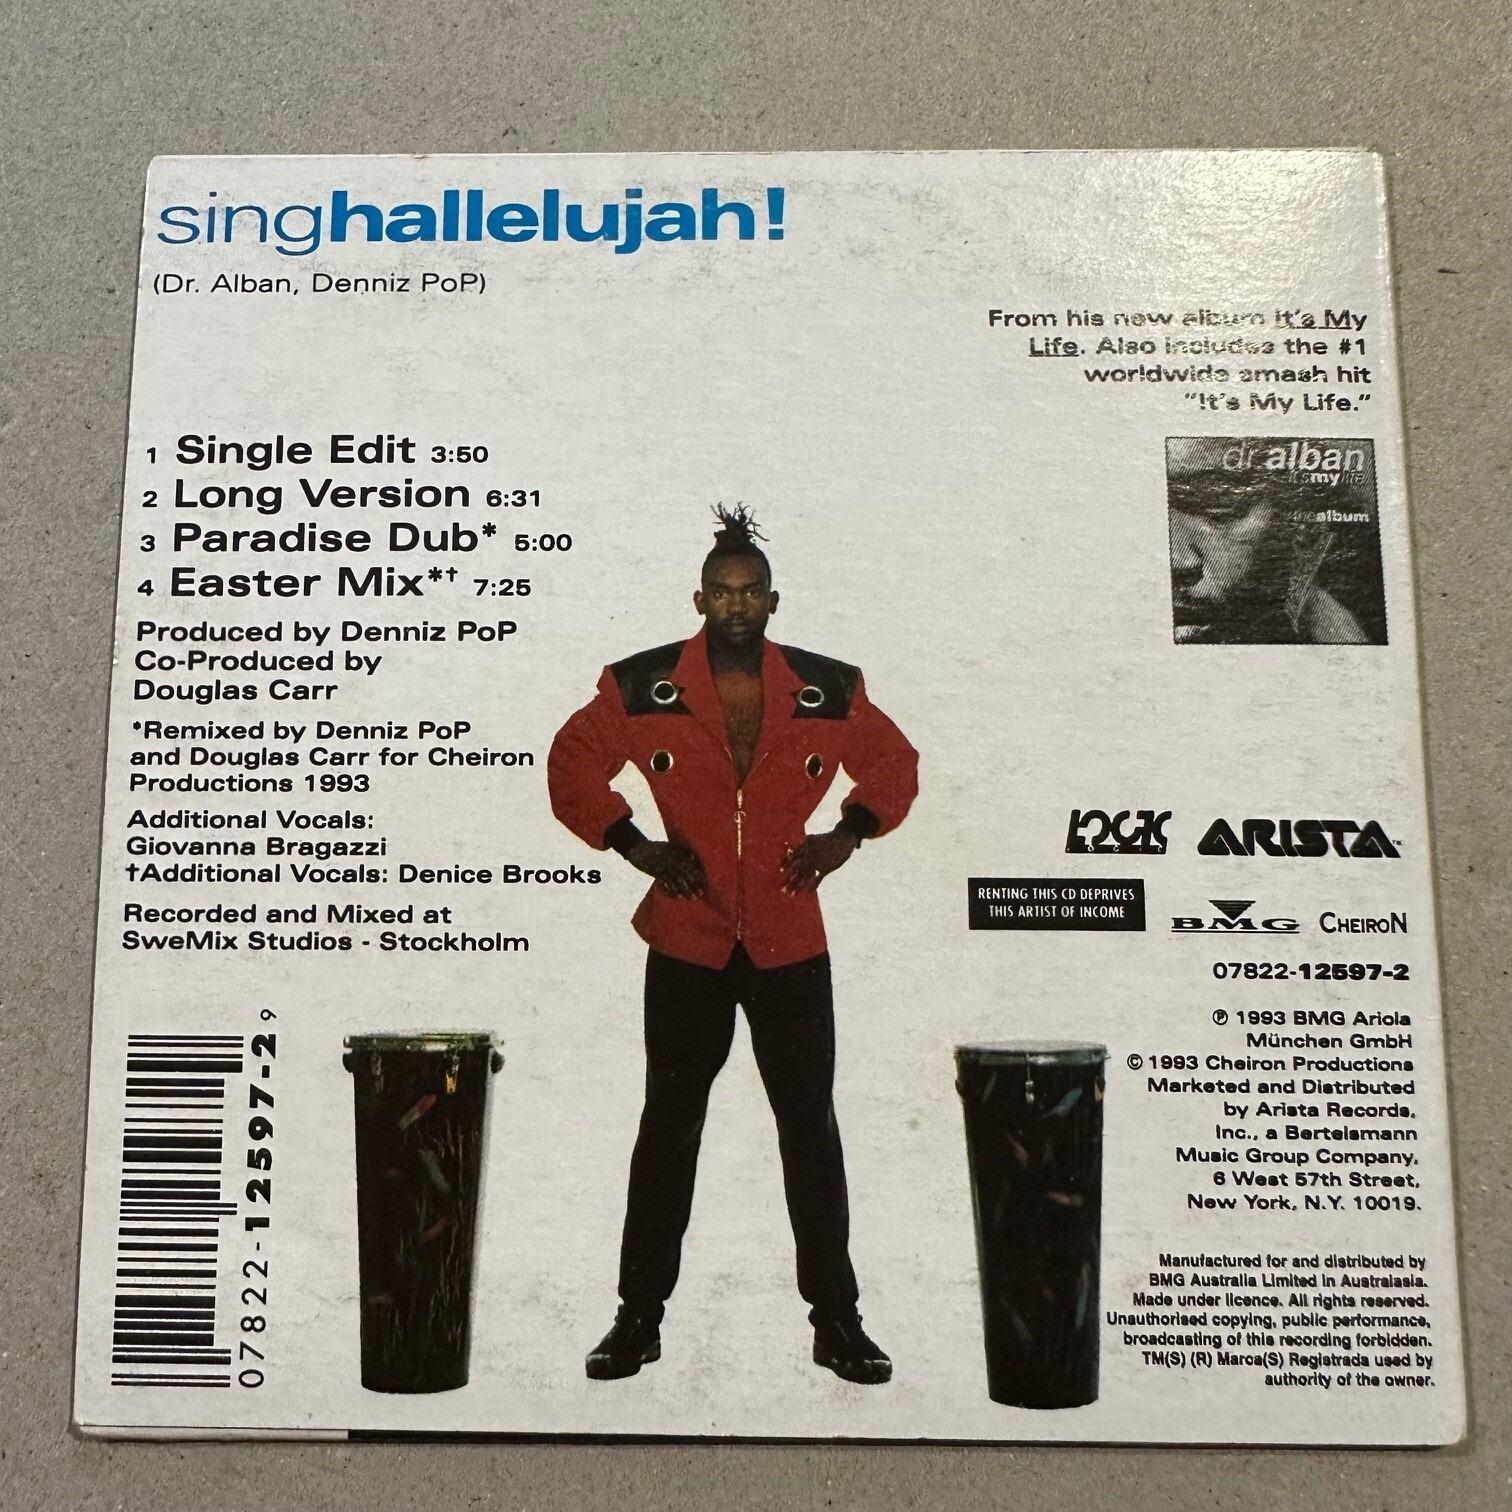 singhallelujah!
(Dr. Alban, Denniz PoP)
From his new album It's My
Life. Also includes the #1
worldwide smash hit
"It's My Life."
dr alban
it'smylife
thealbum
1 Single Edit 3:50
2 Long Version 6:31
3 Paradise Dub* 5:00
4 Easter Mix*† 7:25
Produced by Denniz PoP
Co-Produced by
Douglas Carr
*Remixed by Denniz PoP
and Douglas Carr for Cheiron
Productions 1993
Additional Vocals:
Giovanna Bragazzi
†Additional Vocals: Denice Brooks
Recorded and Mixed at
SweMix Studios - Stockholm
07822-12597-2 9
LOGIC ARISTA™
RENTING THIS CD DEPRIVES
THIS ARTIST OF INCOME
BMG CHEIRON
07822-12597-2
℗ 1993 BMG Ariola
München GmbH
© 1993 Cheiron Productions
Marketed and Distributed
by Arista Records,
Inc., a Bertelsmann
Music Group Company,
6 West 57th Street,
New York, N.Y. 10019.
Manufactured for and distributed by
BMG Australia Limited in Australasia.
Made under licence. All rights reserved.
Unauthorised copying, public performance,
broadcasting of this recording forbidden.
TM(S) (R) Marca(S) Registrada used by
authority of the owner.